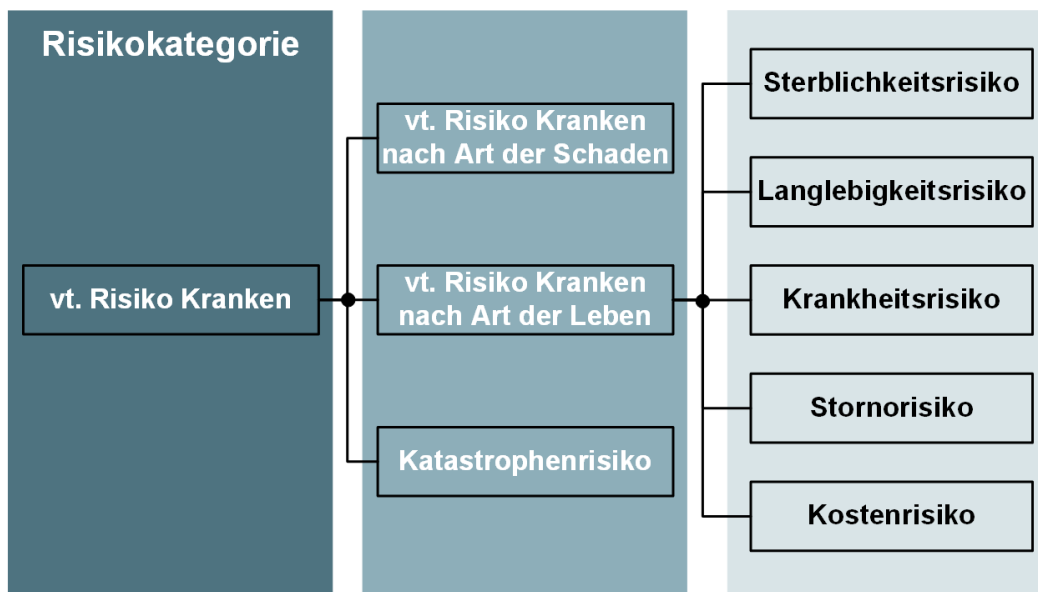 Risikokategorie
vt. Risiko Kranken
vt. Risiko Kranken
nach Art der Schaden
vt. Risiko Kranken
nach Art der Leben
Katastrophenrisiko
Sterblichkeitsrisiko
Langlebigkeitsrisiko
Krankheitsrisiko
Stornorisiko
Kostenrisiko